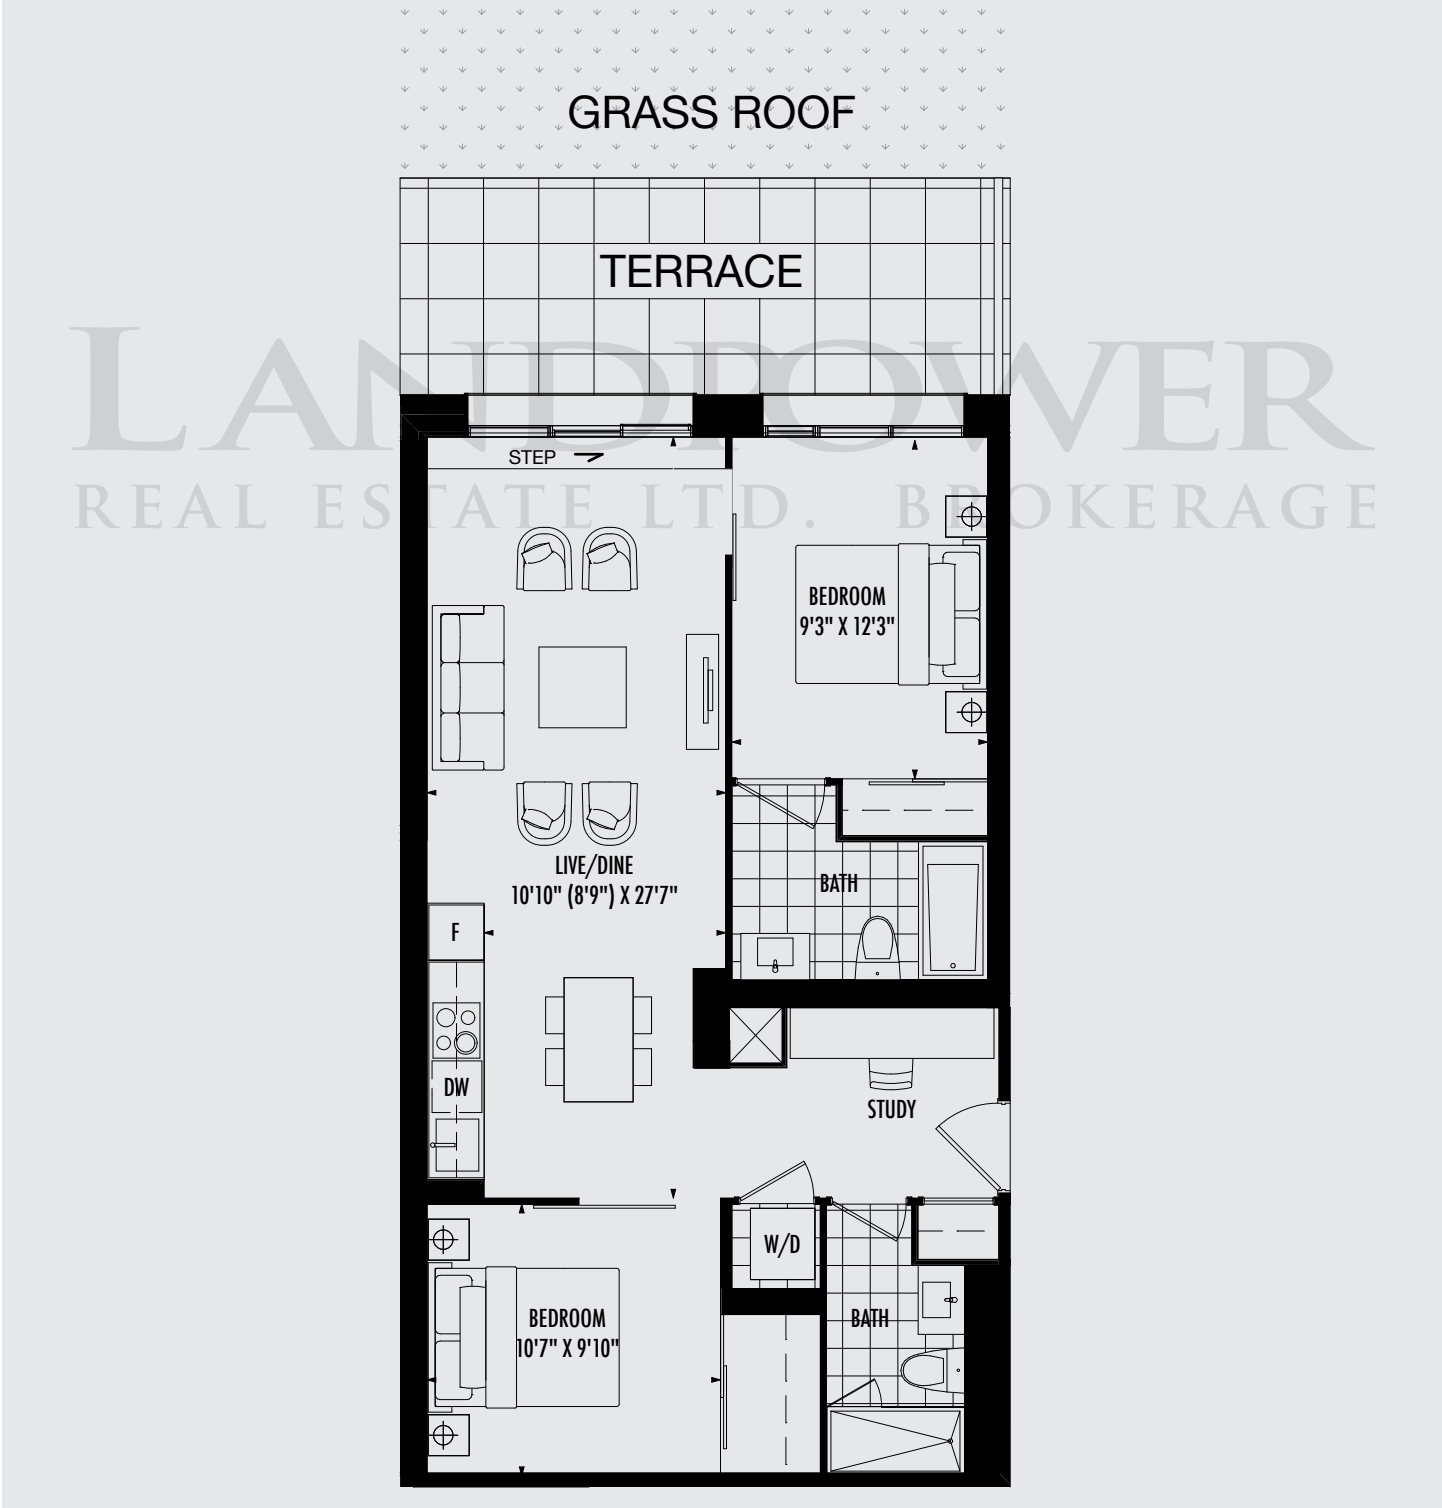 GRASS ROOF
TERRACE
LANDPOWER
REAL ESTATE LTD. BROKERAGE
STEP
BEDROOM
9'3" X 12'3"
LIVE/DINE
10'10" (8'9") X 27'7"
BATH
F
DW
STUDY
W/D
BEDROOM
10'7" X 9'10"
BATH